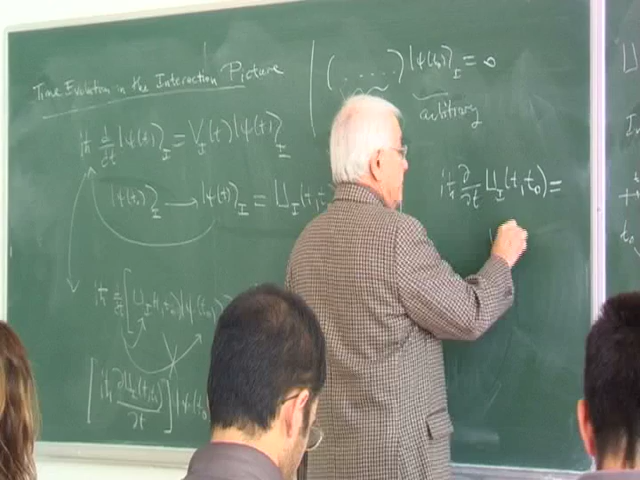 Time Evolution in the Interaction Picture
iħ d/dt |ψ(t)⟩_I = V_I(t)|ψ(t)⟩_I
|ψ(t₀)⟩_I → |ψ(t)⟩_I = U_I(t, t
iħ d/dt [U_I(t,t₀)|ψ(t₀)⟩
[iħ ∂U_I(t,t₀)/∂t] |ψ(t₀
(.....)|ψ(t₀)⟩_I = 0
arbitrary
iħ ∂/∂t U_I(t,t₀) =